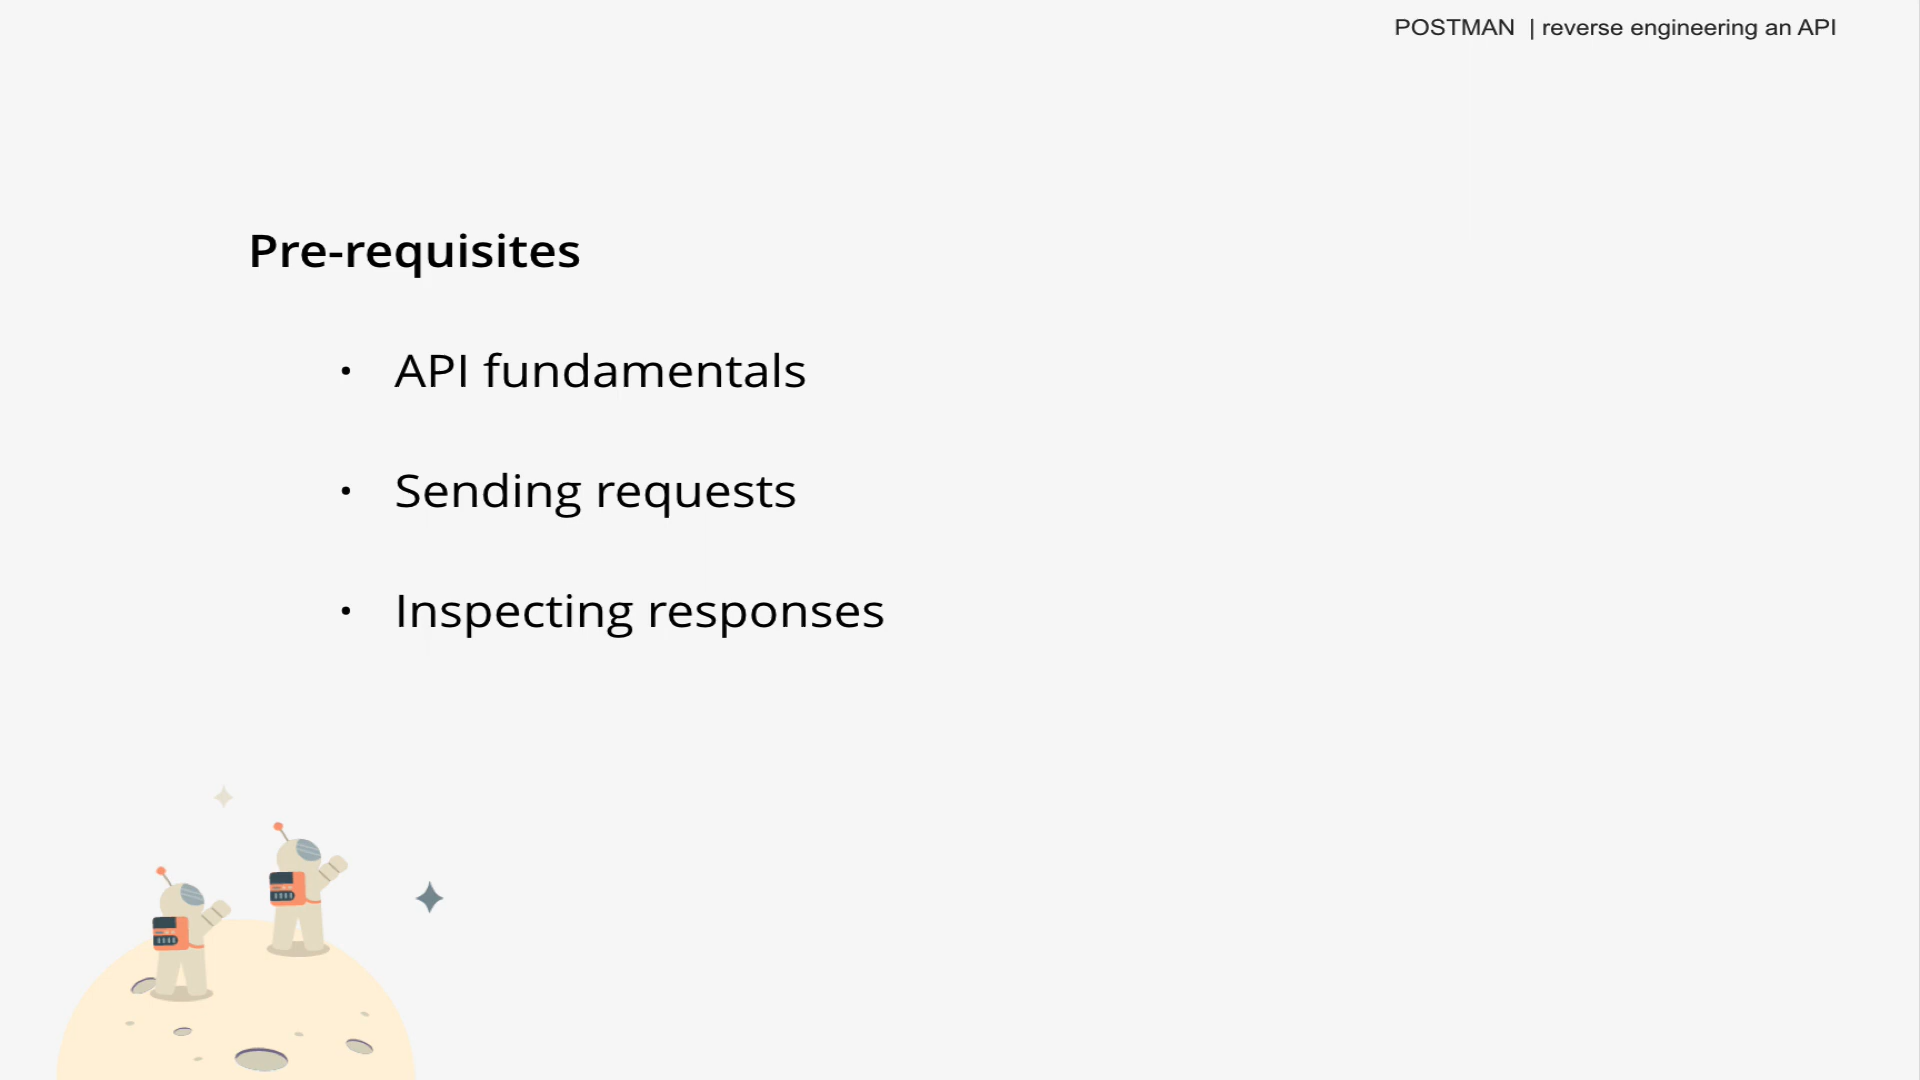 POSTMAN | reverse engineering an API
Pre-requisites
• API fundamentals
• Sending requests
• Inspecting responses